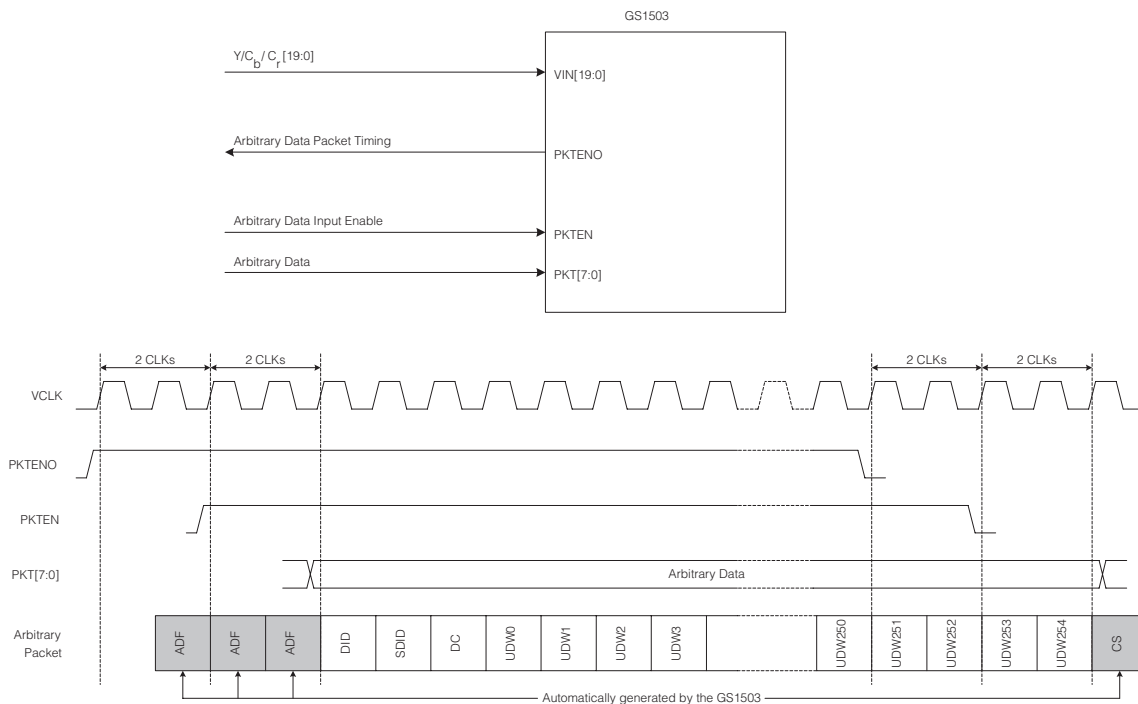 GS1503
Y/Cb/Cr [19:0]
VIN[19:0]
Arbitrary Data Packet Timing
PKTENO
Arbitrary Data Input Enable
PKTEN
Arbitrary Data
PKT[7:0]
2 CLKs
2 CLKs
2 CLKs
2 CLKs
VCLK
PKTENO
PKTEN
PKT[7:0]
Arbitrary Data
Arbitrary
Packet
ADF
ADF
ADF
DID
SDID
DC
UDW0
UDW1
UDW2
UDW3
UDW250
UDW251
UDW252
UDW253
UDW254
CS
Automatically generated by the GS1503